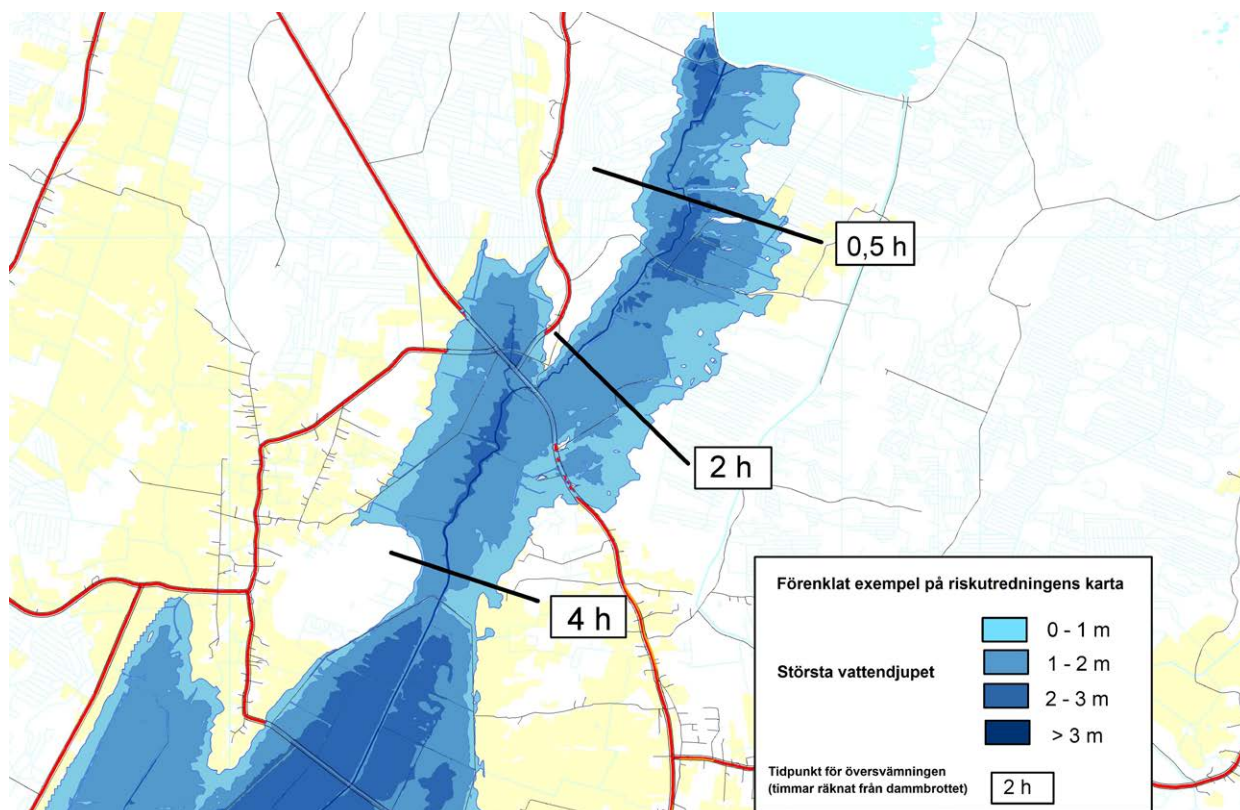 0,5 h
2 h
4 h
Förenklat exempel på riskutredningens karta
Största vattendjupet
0 - 1 m
1 - 2 m
2 - 3 m
> 3 m
Tidpunkt för översvämningen
(timmar räknat från dammbrottet)
2 h